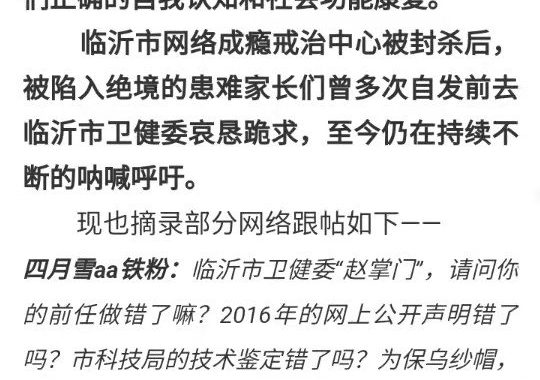 们正确的自我认知和社会功能康复。
临沂市网络成瘾戒治中心被封杀后，
被陷入绝境的患难家长们曾多次自发前去
临沂市卫健委哀恳跪求，至今仍在持续不
断的呐喊呼吁。
现也摘录部分网络跟帖如下——
四月雪aa铁粉：临沂市卫健委“赵掌门”，请问你
的前任做错了嘛？2016年的网上公开声明错了
吗？市科技局的技术鉴定错了吗？为保乌纱帽，